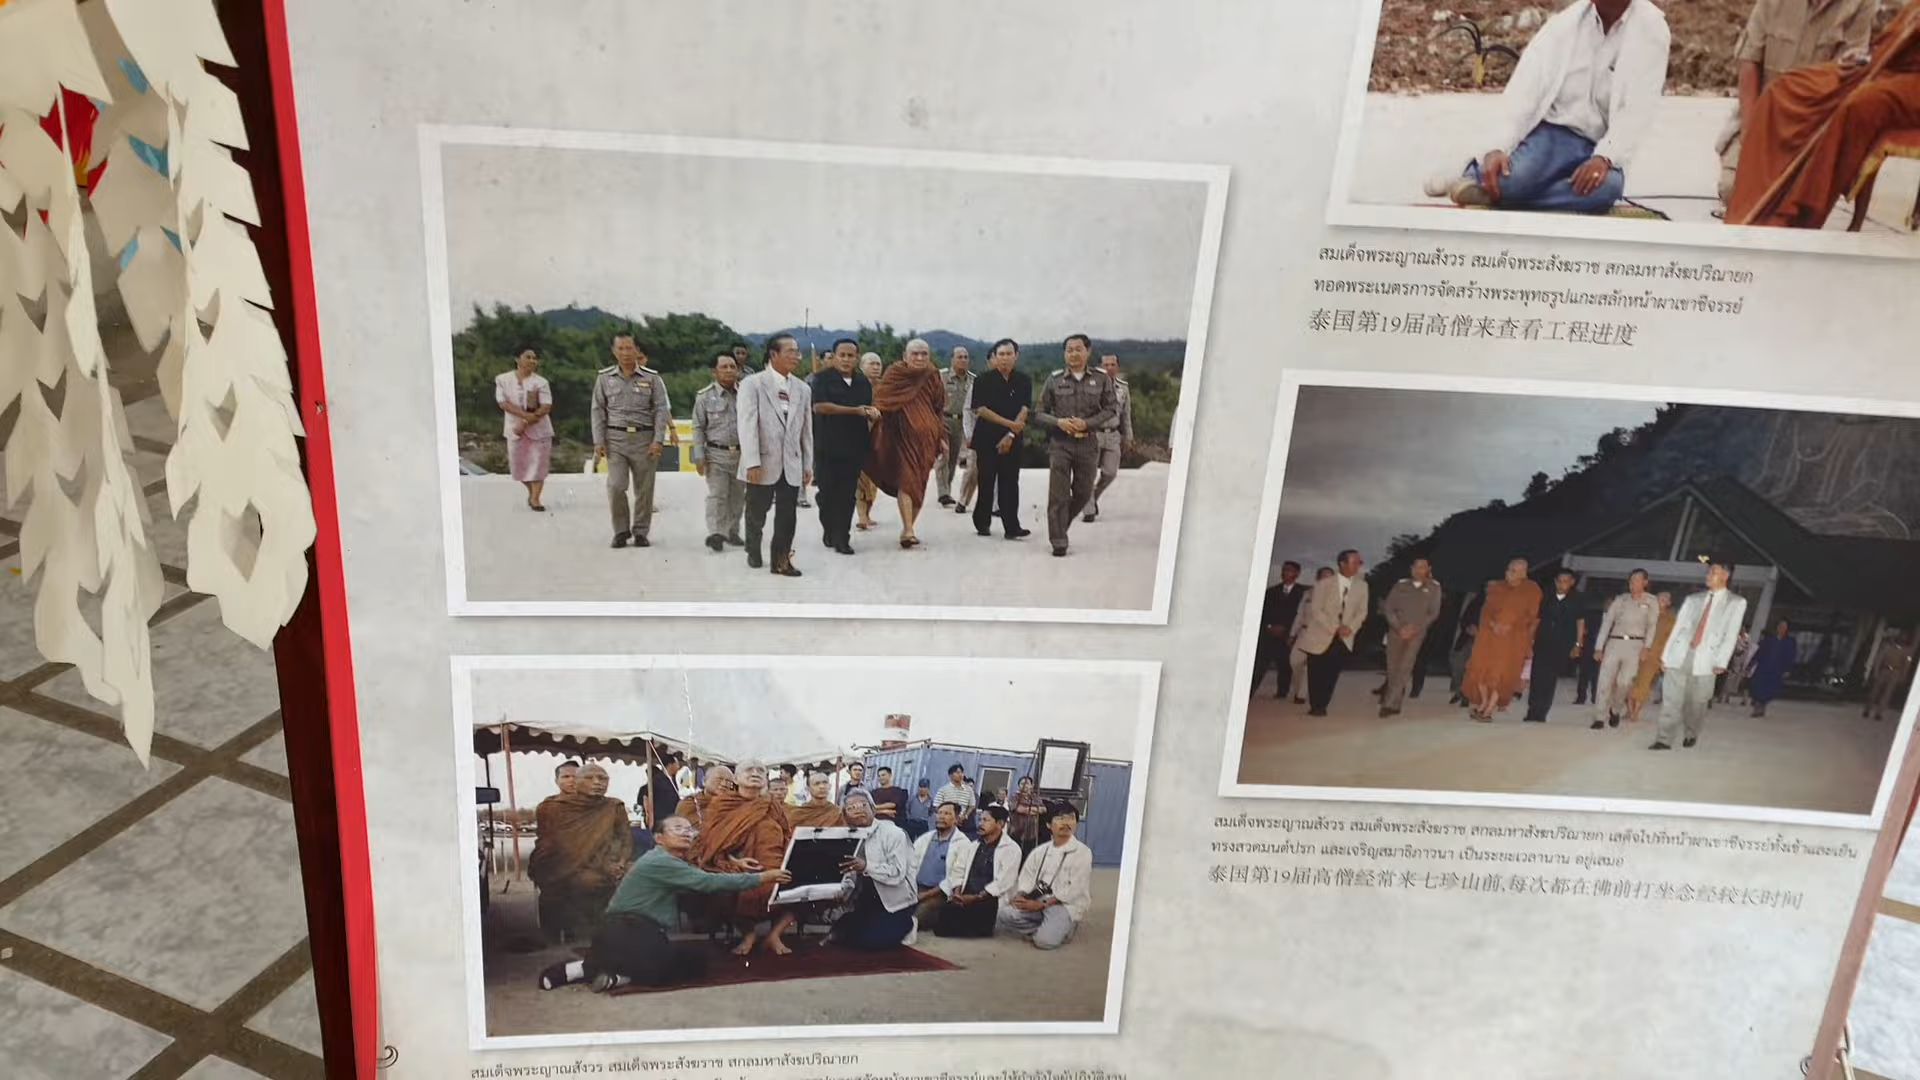 สมเด็จพระญาณสังวร สมเด็จพระสังฆราช สกลมหาสังฆปริณายก
ทอดพระเนตรการจัดสร้างพระพุทธรูปแกะสลักหน้าผาเขาชีจรรย์
泰国第19届高僧来查看工程进度
สมเด็จพระญาณสังวร สมเด็จพระสังฆราช สกลมหาสังฆปริณายก เสด็จไปที่หน้าผาเขาชีจรรย์ทั้งเช้าและเย็น
ทรงสวดมนต์ปรก และเจริญสมาธิภาวนา เป็นระยะเวลานาน อยู่เสมอ
泰国第19届高僧经常来七珍山前,每次都在佛前打坐念经较长时间
สมเด็จพระญาณสังวร สมเด็จพระสังฆราช สกลมหาสังฆปริณายก